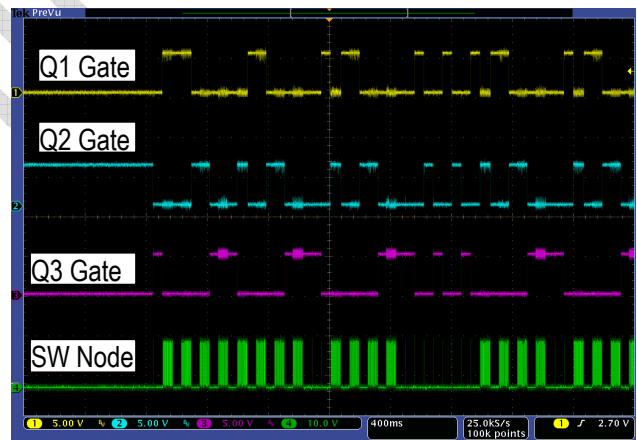 Tek PreVu
Q1 Gate
1
Q2 Gate
2
Q3 Gate
3
SW Node
4
1 5.00 V 2 5.00 V 3 5.00 V 4 10.0 V 400ms 25.0kS/s 1 2.70 V
100k points